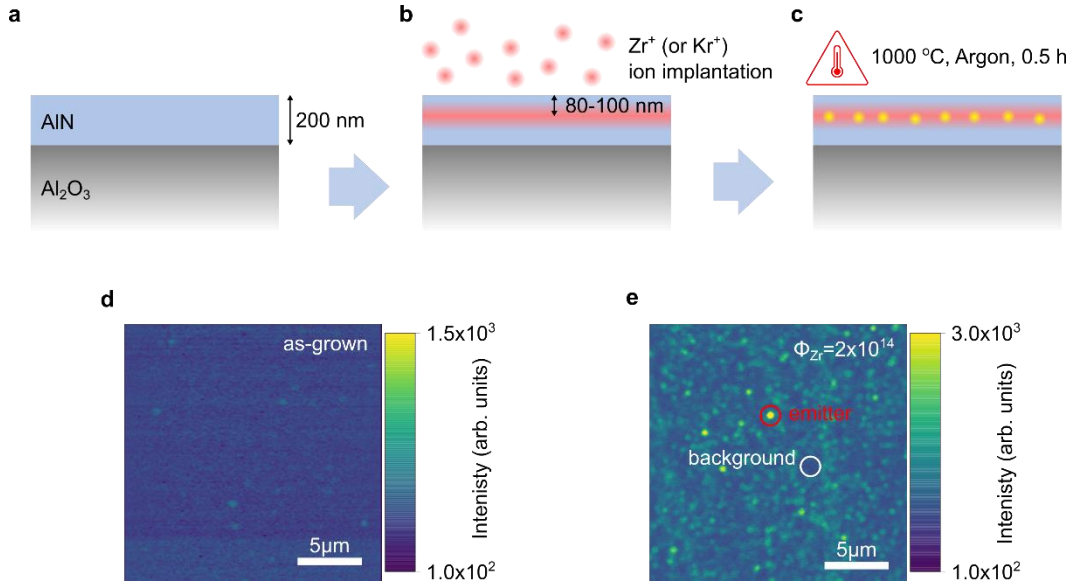 a
b
c
Zr⁺ (or Kr⁺)
ion implantation
1000 °C, Argon, 0.5 h
AlN
200 nm
80-100 nm
Al₂O₃
d
e
1.5x10³
as-grown
Intenisty (arb. units)
5µm
1.0x10²
3.0x10³
Φ_Zr=2x10¹⁴
emitter
background
Intenisty (arb. units)
5µm
1.0x10²